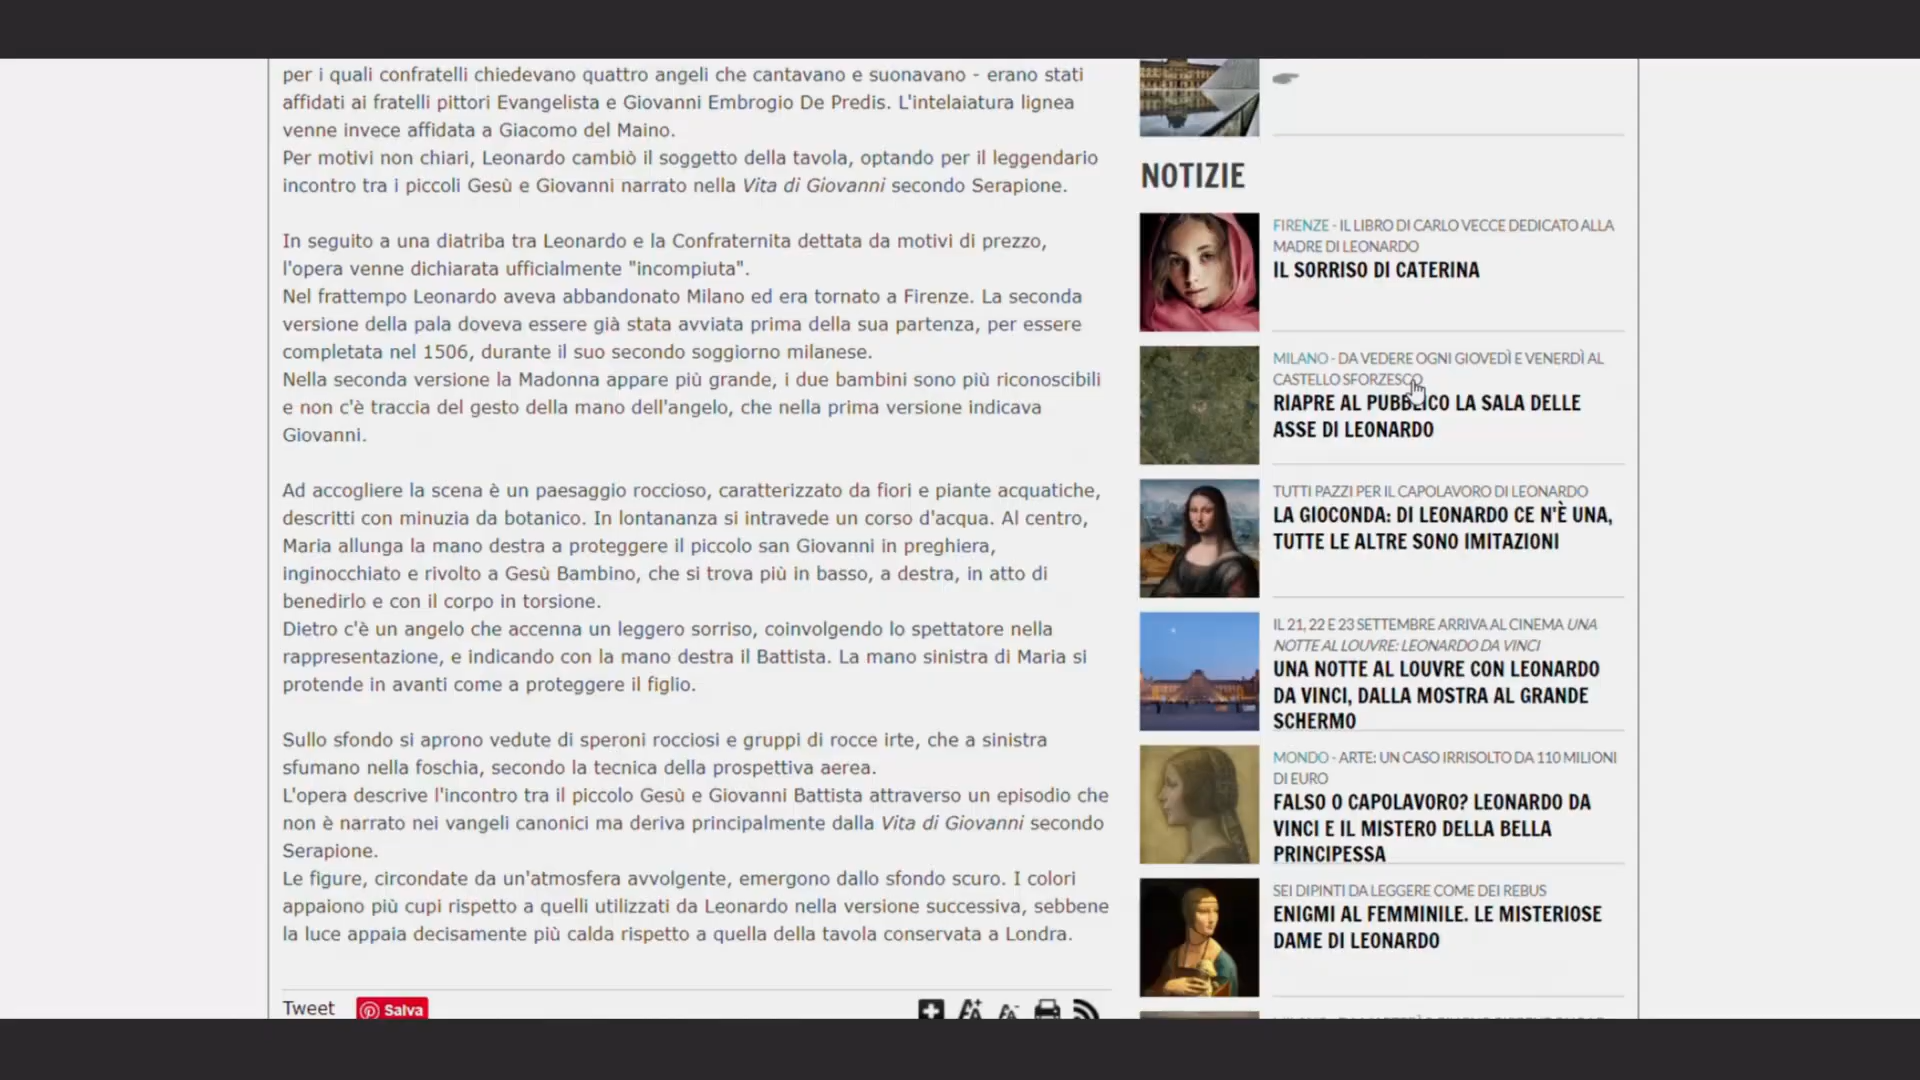 per i quali confratelli chiedevano quattro angeli che cantavano e suonavano - erano stati
affidati ai fratelli pittori Evangelista e Giovanni Embrogio De Predis. L'intelaiatura lignea
venne invece affidata a Giacomo del Maino.
Per motivi non chiari, Leonardo cambiò il soggetto della tavola, optando per il leggendario
incontro tra i piccoli Gesù e Giovanni narrato nella Vita di Giovanni secondo Serapione.
In seguito a una diatriba tra Leonardo e la Confraternita dettata da motivi di prezzo,
l'opera venne dichiarata ufficialmente "incompiuta".
Nel frattempo Leonardo aveva abbandonato Milano ed era tornato a Firenze. La seconda
versione della pala doveva essere già stata avviata prima della sua partenza, per essere
completata nel 1506, durante il suo secondo soggiorno milanese.
Nella seconda versione la Madonna appare più grande, i due bambini sono più riconoscibili
e non c'è traccia del gesto della mano dell'angelo, che nella prima versione indicava
Giovanni.
Ad accogliere la scena è un paesaggio roccioso, caratterizzato da fiori e piante acquatiche,
descritti con minuzia da botanico. In lontananza si intravede un corso d'acqua. Al centro,
Maria allunga la mano destra a proteggere il piccolo san Giovanni in preghiera,
inginocchiato e rivolto a Gesù Bambino, che si trova più in basso, a destra, in atto di
benedirlo e con il corpo in torsione.
Dietro c'è un angelo che accenna un leggero sorriso, coinvolgendo lo spettatore nella
rappresentazione, e indicando con la mano destra il Battista. La mano sinistra di Maria si
protende in avanti come a proteggere il figlio.
Sullo sfondo si aprono vedute di speroni rocciosi e gruppi di rocce irte, che a sinistra
sfumano nella foschia, secondo la tecnica della prospettiva aerea.
L'opera descrive l'incontro tra il piccolo Gesù e Giovanni Battista attraverso un episodio che
non è narrato nei vangeli canonici ma deriva principalmente dalla Vita di Giovanni secondo
Serapione.
Le figure, circondate da un'atmosfera avvolgente, emergono dallo sfondo scuro. I colori
appaiono più cupi rispetto a quelli utilizzati da Leonardo nella versione successiva, sebbene
la luce appaia decisamente più calda rispetto a quella della tavola conservata a Londra.
Tweet
Salva
NOTIZIE
FIRENZE - IL LIBRO DI CARLO VECCE DEDICATO ALLA
MADRE DI LEONARDO
IL SORRISO DI CATERINA
MILANO - DA VEDERE OGNI GIOVEDÌ E VENERDÌ AL
CASTELLO SFORZESCO
RIAPRE AL PUBBLICO LA SALA DELLE
ASSE DI LEONARDO
TUTTI PAZZI PER IL CAPOLAVORO DI LEONARDO
LA GIOCONDA: DI LEONARDO CE N'È UNA,
TUTTE LE ALTRE SONO IMITAZIONI
IL 21, 22 E 23 SETTEMBRE ARRIVA AL CINEMA UNA
NOTTE AL LOUVRE: LEONARDO DA VINCI
UNA NOTTE AL LOUVRE CON LEONARDO
DA VINCI, DALLA MOSTRA AL GRANDE
SCHERMO
MONDO - ARTE: UN CASO IRRISOLTO DA 110 MILIONI
DI EURO
FALSO O CAPOLAVORO? LEONARDO DA
VINCI E IL MISTERO DELLA BELLA
PRINCIPESSA
SEI DIPINTI DA LEGGERE COME DEI REBUS
ENIGMI AL FEMMINILE. LE MISTERIOSE
DAME DI LEONARDO